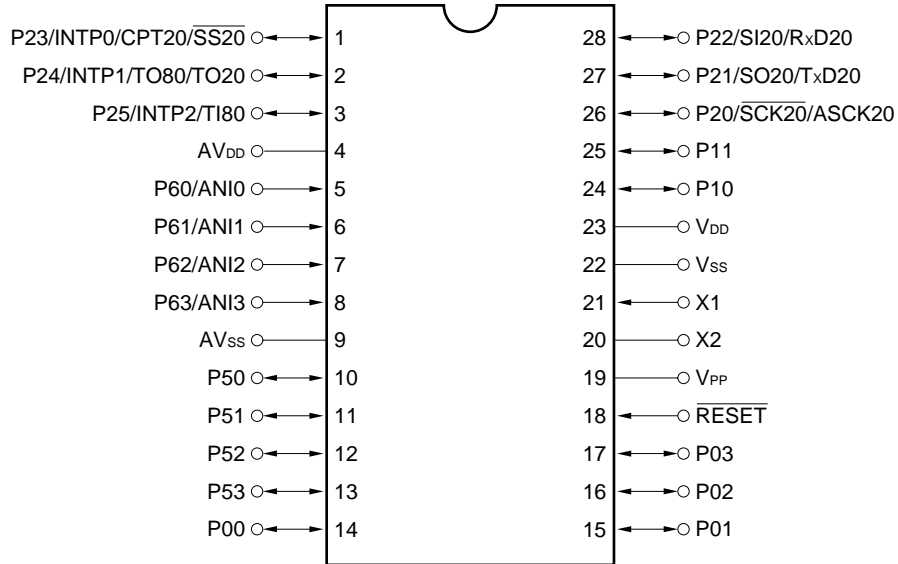 P23/INTP0/CPT20/SS20 1 28 P22/SI20/RxD20
P24/INTP1/TO80/TO20 2 27 P21/SO20/TxD20
P25/INTP2/TI80 3 26 P20/SCK20/ASCK20
AVDD 4 25 P11
P60/ANI0 5 24 P10
P61/ANI1 6 23 VDD
P62/ANI2 7 22 VSS
P63/ANI3 8 21 X1
AVSS 9 20 X2
P50 10 19 VPP
P51 11 18 RESET
P52 12 17 P03
P53 13 16 P02
P00 14 15 P01